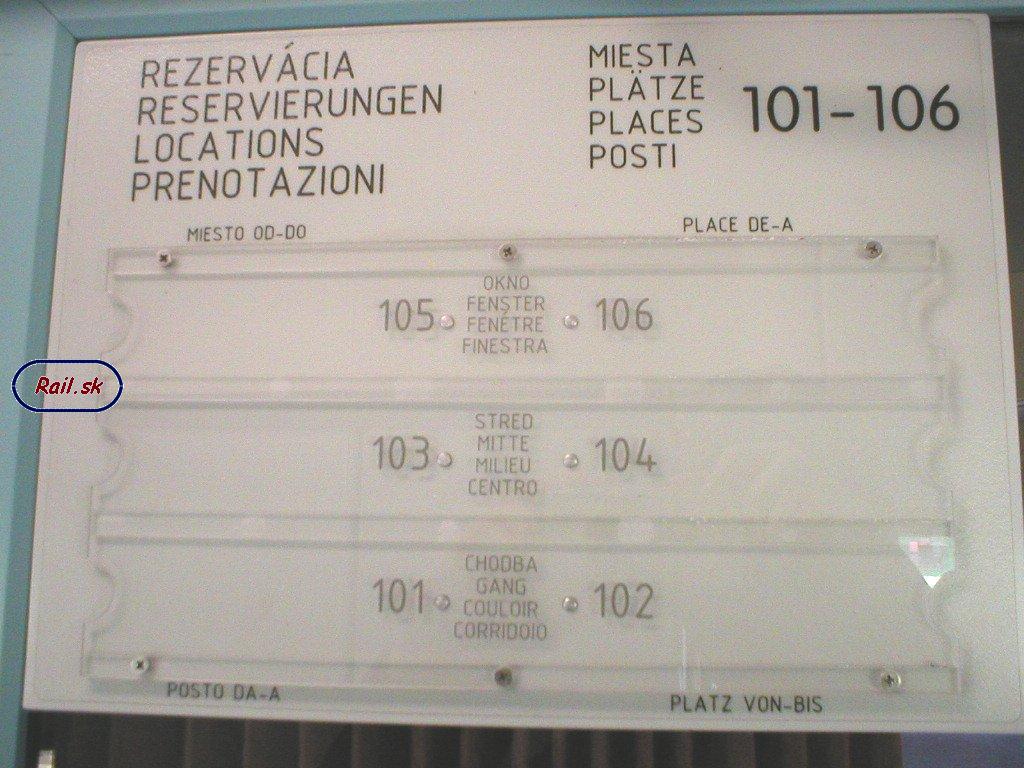 REZERVÁCIA
RESERVIERUNGEN
LOCATIONS
PRENOTAZIONI
MIESTA
PLÄTZE
PLACES
POSTI
101-106
MIESTO OD-DO
PLACE DE-A
105
OKNO
FENSTER
FENÉTRE
FINESTRA
106
Rail.sk
103
STRED
MITTE
MILIEU
CENTRO
104
101
CHODBA
GANG
COULOIR
CORRIDOIO
102
POSTO DA-A
PLATZ VON-BIS